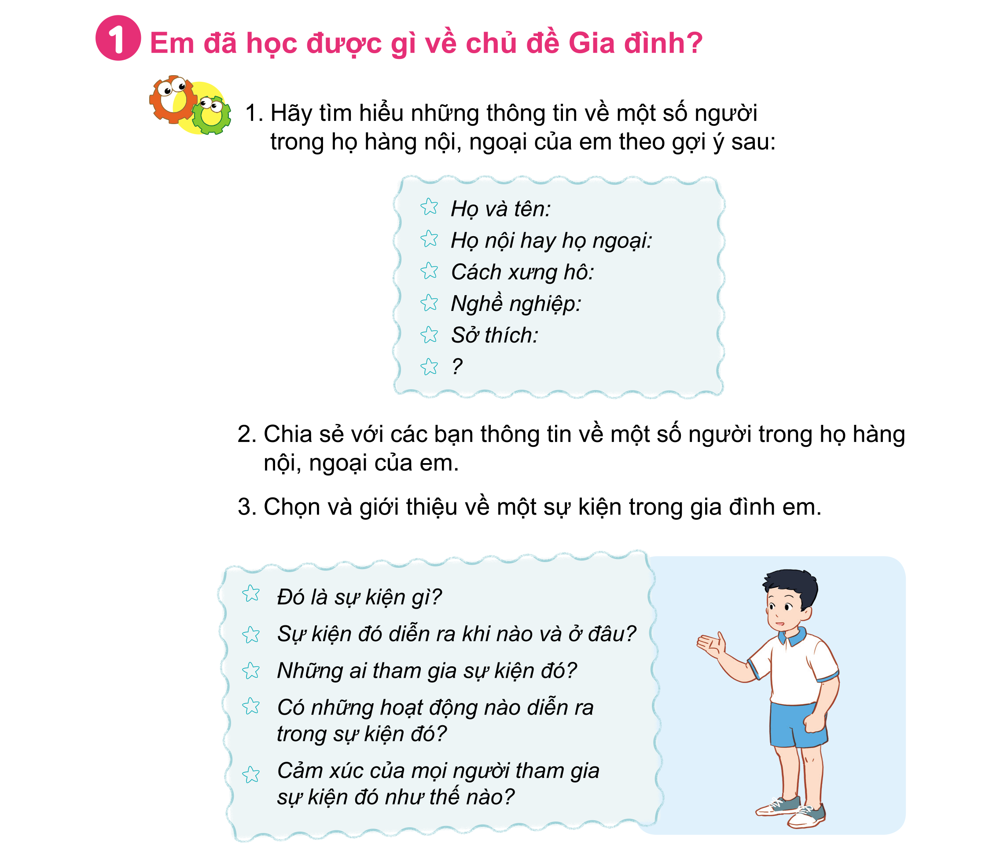 1 Em đã học được gì về chủ đề Gia đình?
1. Hãy tìm hiểu những thông tin về một số người
trong họ hàng nội, ngoại của em theo gợi ý sau:
Họ và tên:
Họ nội hay họ ngoại:
Cách xưng hô:
Nghề nghiệp:
Sở thích:
?
2. Chia sẻ với các bạn thông tin về một số người trong họ hàng
nội, ngoại của em.
3. Chọn và giới thiệu về một sự kiện trong gia đình em.
Đó là sự kiện gì?
Sự kiện đó diễn ra khi nào và ở đâu?
Những ai tham gia sự kiện đó?
Có những hoạt động nào diễn ra
trong sự kiện đó?
Cảm xúc của mọi người tham gia
sự kiện đó như thế nào?